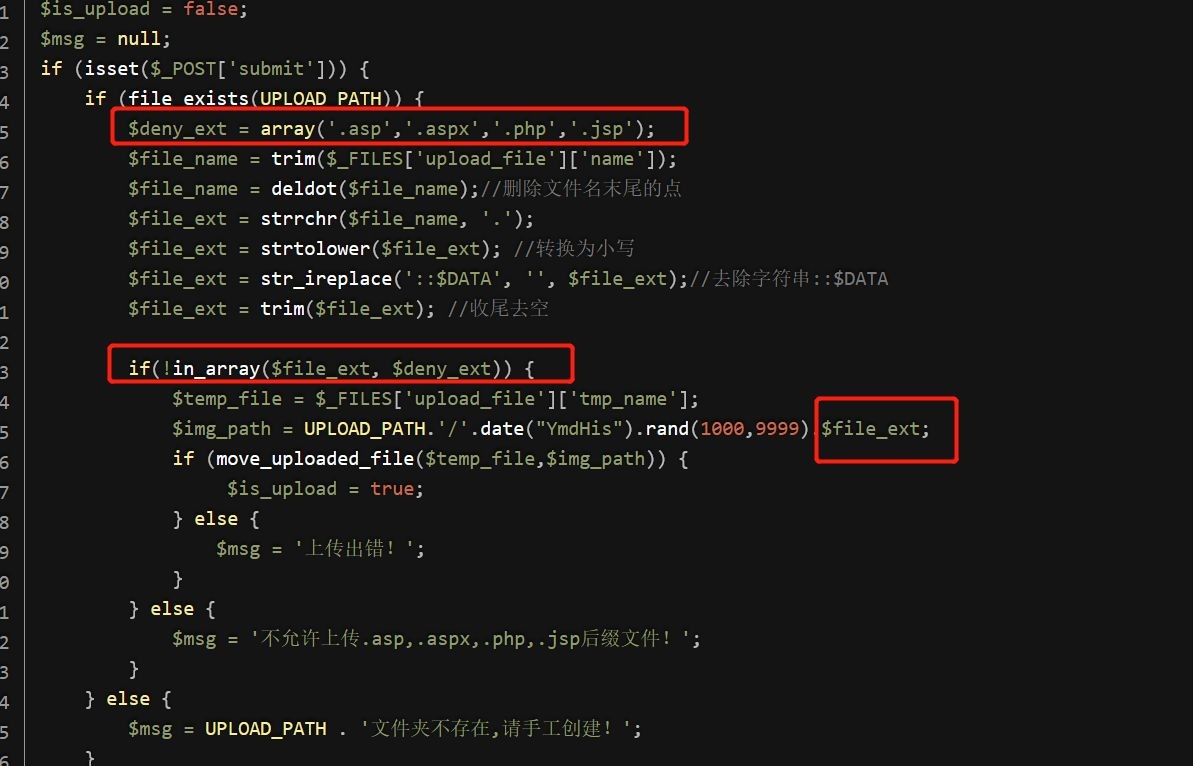 1 $is_upload = false;
2 $msg = null;
3 if (isset($_POST['submit'])) {
4     if (file_exists(UPLOAD_PATH)) {
5         $deny_ext = array('.asp','.aspx','.php','.jsp');
6         $file_name = trim($_FILES['upload_file']['name']);
7         $file_name = deldot($file_name);//删除文件名末尾的点
8         $file_ext = strrchr($file_name, '.');
9         $file_ext = strtolower($file_ext); //转换为小写
0         $file_ext = str_ireplace('::$DATA', '', $file_ext);//去除字符串::$DATA
1         $file_ext = trim($file_ext); //收尾去空
2
3         if(!in_array($file_ext, $deny_ext)) {
4             $temp_file = $_FILES['upload_file']['tmp_name'];
5             $img_path = UPLOAD_PATH.'/'.date("YmdHis").rand(1000,9999).$file_ext;
6             if (move_uploaded_file($temp_file,$img_path)) {
7                  $is_upload = true;
8             } else {
9                 $msg = '上传出错！';
0             }
1         } else {
2             $msg = '不允许上传.asp,.aspx,.php,.jsp后缀文件！';
3         }
4     } else {
5         $msg = UPLOAD_PATH . '文件夹不存在,请手工创建！';
6     }